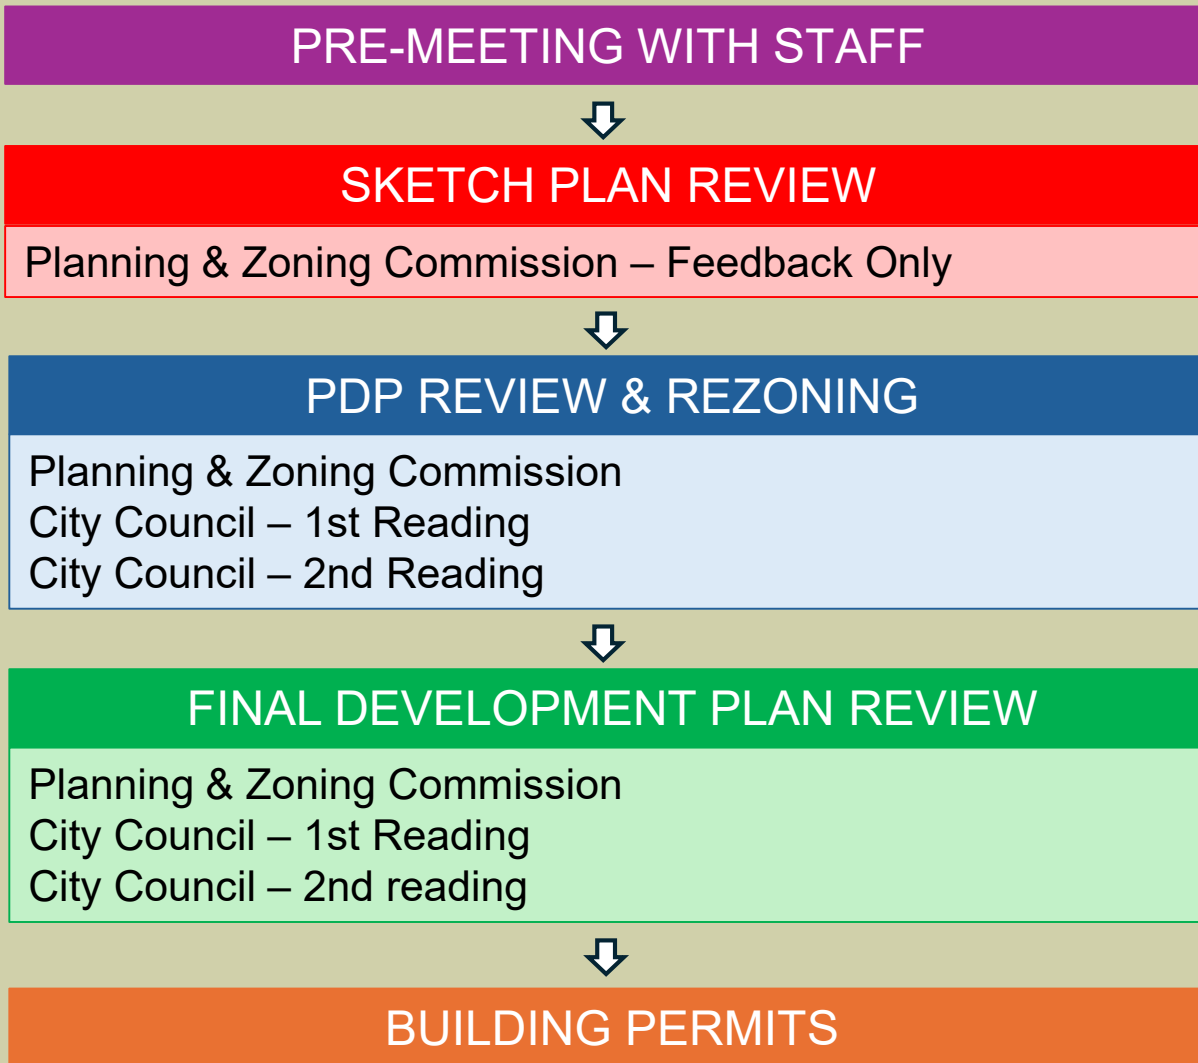 PRE-MEETING WITH STAFF
SKETCH PLAN REVIEW
Planning & Zoning Commission – Feedback Only
PDP REVIEW & REZONING
Planning & Zoning Commission
City Council – 1st Reading
City Council – 2nd Reading
FINAL DEVELOPMENT PLAN REVIEW
Planning & Zoning Commission
City Council – 1st Reading
City Council – 2nd reading
BUILDING PERMITS